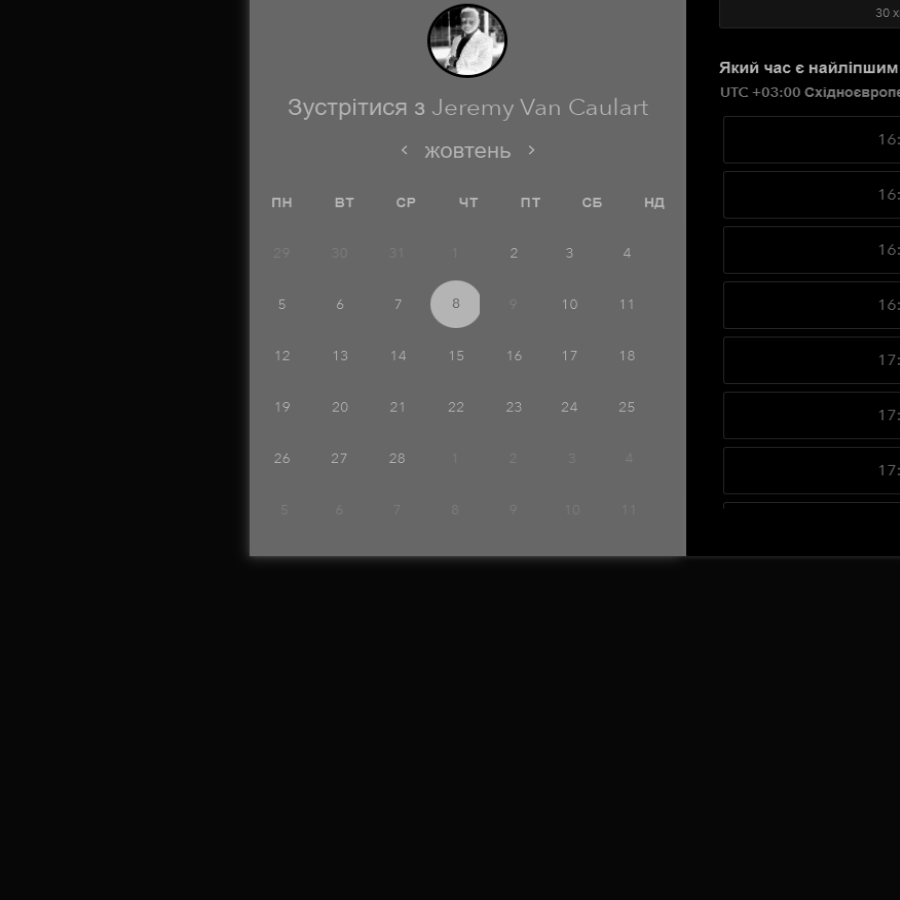 Зустрітися з Jeremy Van Caulart
< жовтень >
ПН ВТ СР ЧТ ПТ СБ НД
29 30 31 1 2 3 4
5 6 7 8 9 10 11
12 13 14 15 16 17 18
19 20 21 22 23 24 25
26 27 28 1 2 3 4
5 6 7 8 9 10 11
30 х
Який час є найліпшим
UTC +03:00 Східноєвропе
16:
16:
16:
16:
17:
17:
17: